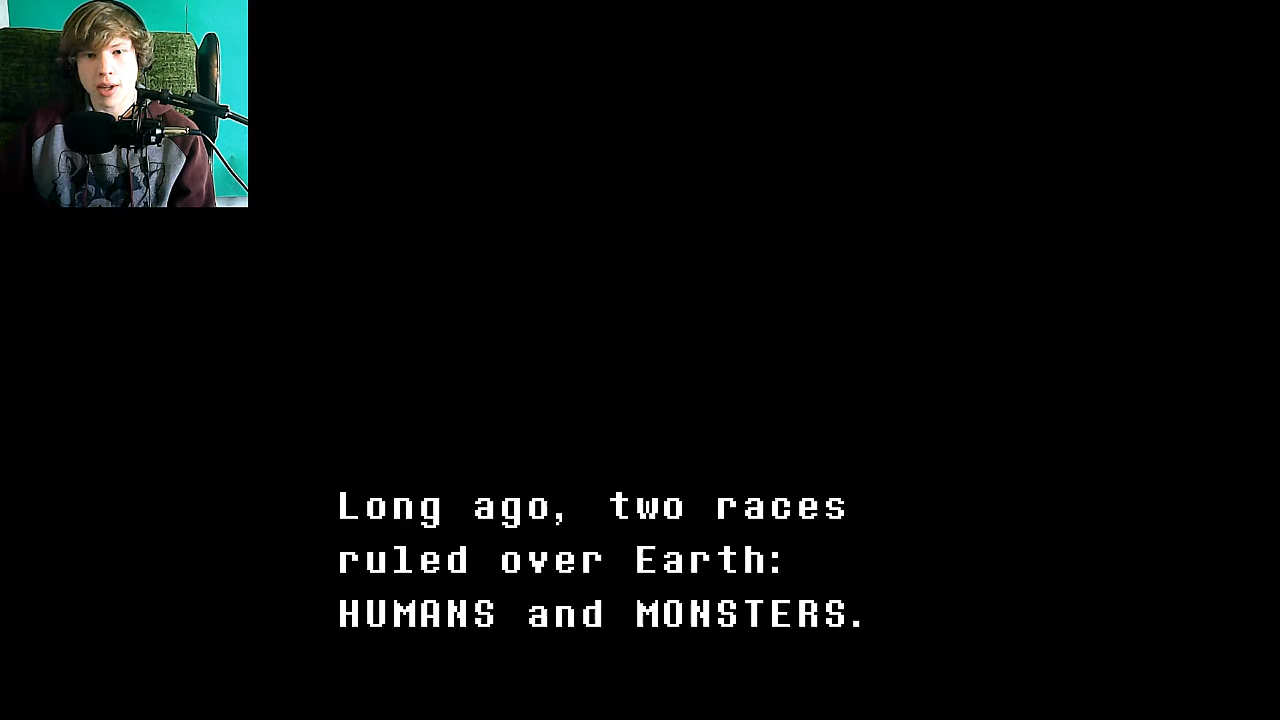 Long ago, two races
ruled over Earth:
HUMANS and MONSTERS.